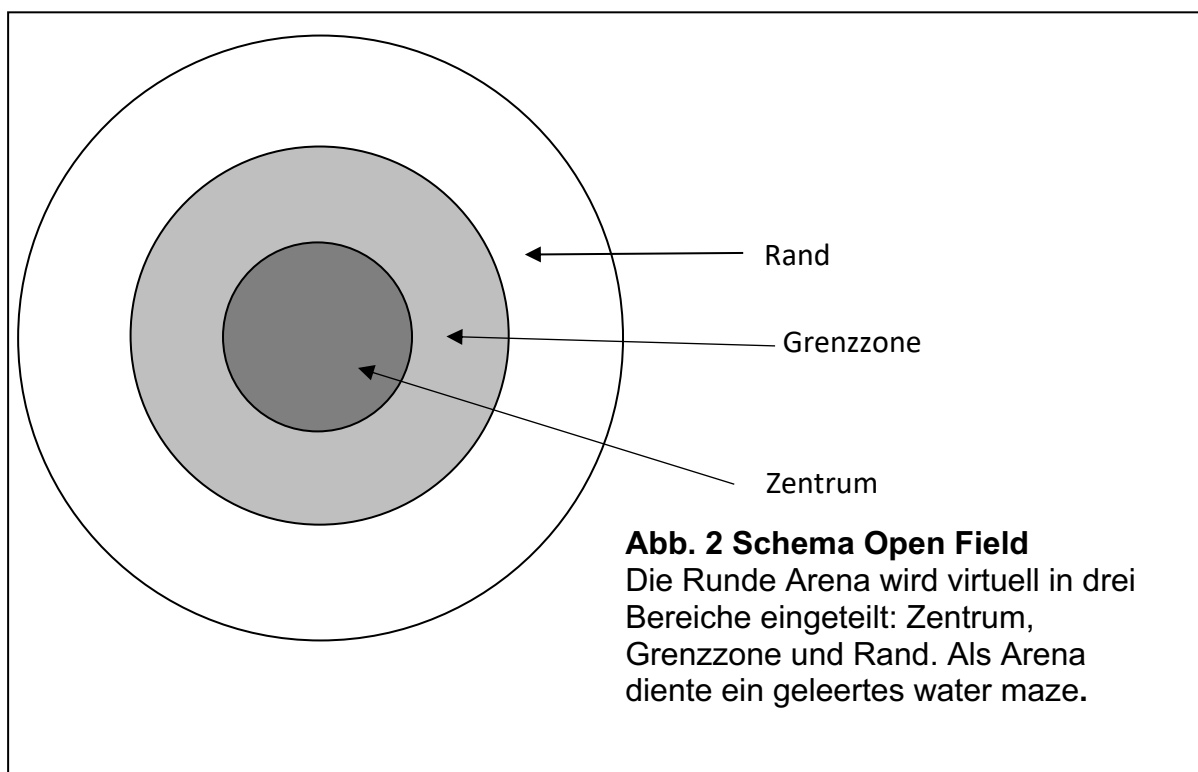 Rand
Grenzzone
Zentrum
Abb. 2 Schema Open Field
Die Runde Arena wird virtuell in drei
Bereiche eingeteilt: Zentrum,
Grenzzone und Rand. Als Arena
diente ein geleertes water maze.